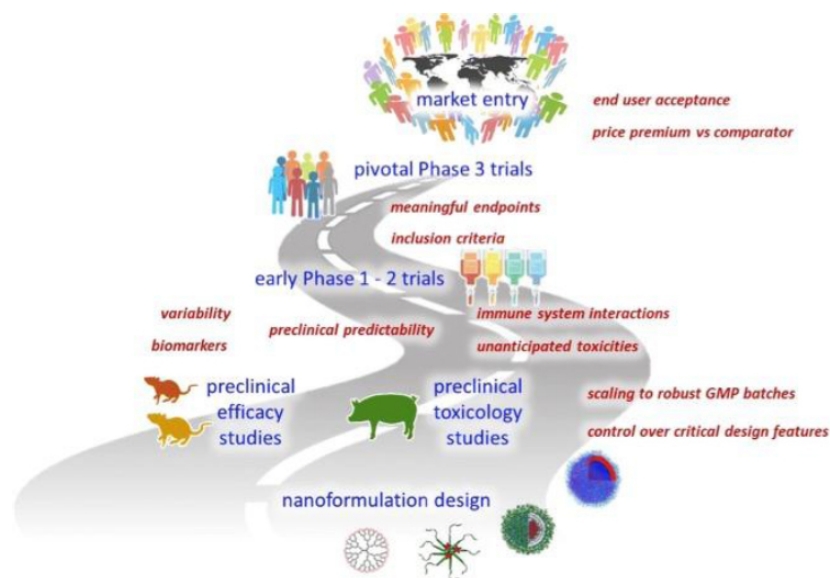 market entry
end user acceptance
price premium vs comparator
pivotal Phase 3 trials
meaningful endpoints
inclusion criteria
early Phase 1 - 2 trials
variability
biomarkers
preclinical predictability
immune system interactions
unanticipated toxicities
preclinical
efficacy
studies
preclinical
toxicology
studies
scaling to robust GMP batches
control over critical design features
nanoformulation design